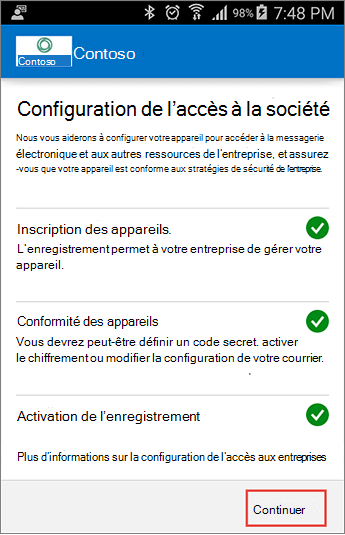 98% 7:48 PM
Contoso
Contoso
Configuration de l'accès à la société
Nous vous aiderons à configurer votre appareil pour accéder à la messagerie
électronique et aux autres ressources de l'entreprise, et assurez
-vous que votre appareil est conforme aux stratégies de sécurité de l'entreprise.
Inscription des appareils.
L'enregistrement permet à votre entreprise de gérer votre
appareil.
Conformité des appareils
Vous devrez peut-être définir un code secret. activer
le chiffrement ou modifier la configuration de votre courrier.
Activation de l'enregistrement
Plus d'informations sur la configuration de l'accès aux entreprises
Continuer